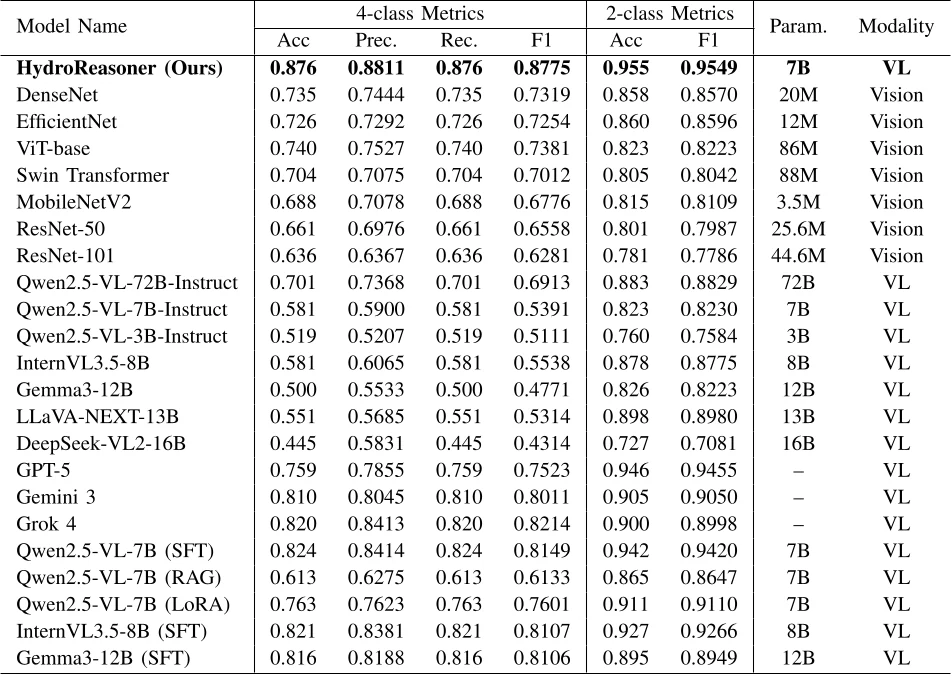 Model Name 4-class Metrics 2-class Metrics Param. Modality
Acc Prec. Rec. F1 Acc F1
HydroReasoner (Ours) 0.876 0.8811 0.876 0.8775 0.955 0.9549 7B VL
DenseNet 0.735 0.7444 0.735 0.7319 0.858 0.8570 20M Vision
EfficientNet 0.726 0.7292 0.726 0.7254 0.860 0.8596 12M Vision
ViT-base 0.740 0.7527 0.740 0.7381 0.823 0.8223 86M Vision
Swin Transformer 0.704 0.7075 0.704 0.7012 0.805 0.8042 88M Vision
MobileNetV2 0.688 0.7078 0.688 0.6776 0.815 0.8109 3.5M Vision
ResNet-50 0.661 0.6976 0.661 0.6558 0.801 0.7987 25.6M Vision
ResNet-101 0.636 0.6367 0.636 0.6281 0.781 0.7786 44.6M Vision
Qwen2.5-VL-72B-Instruct 0.701 0.7368 0.701 0.6913 0.883 0.8829 72B VL
Qwen2.5-VL-7B-Instruct 0.581 0.5900 0.581 0.5391 0.823 0.8230 7B VL
Qwen2.5-VL-3B-Instruct 0.519 0.5207 0.519 0.5111 0.760 0.7584 3B VL
InternVL3.5-8B 0.581 0.6065 0.581 0.5538 0.878 0.8775 8B VL
Gemma3-12B 0.500 0.5533 0.500 0.4771 0.826 0.8223 12B VL
LLaVA-NEXT-13B 0.551 0.5685 0.551 0.5314 0.898 0.8980 13B VL
DeepSeek-VL2-16B 0.445 0.5831 0.445 0.4314 0.727 0.7081 16B VL
GPT-5 0.759 0.7855 0.759 0.7523 0.946 0.9455 – VL
Gemini 3 0.810 0.8045 0.810 0.8011 0.905 0.9050 – VL
Grok 4 0.820 0.8413 0.820 0.8214 0.900 0.8998 – VL
Qwen2.5-VL-7B (SFT) 0.824 0.8414 0.824 0.8149 0.942 0.9420 7B VL
Qwen2.5-VL-7B (RAG) 0.613 0.6275 0.613 0.6133 0.865 0.8647 7B VL
Qwen2.5-VL-7B (LoRA) 0.763 0.7623 0.763 0.7601 0.911 0.9110 7B VL
InternVL3.5-8B (SFT) 0.821 0.8381 0.821 0.8107 0.927 0.9266 8B VL
Gemma3-12B (SFT) 0.816 0.8188 0.816 0.8106 0.895 0.8949 12B VL